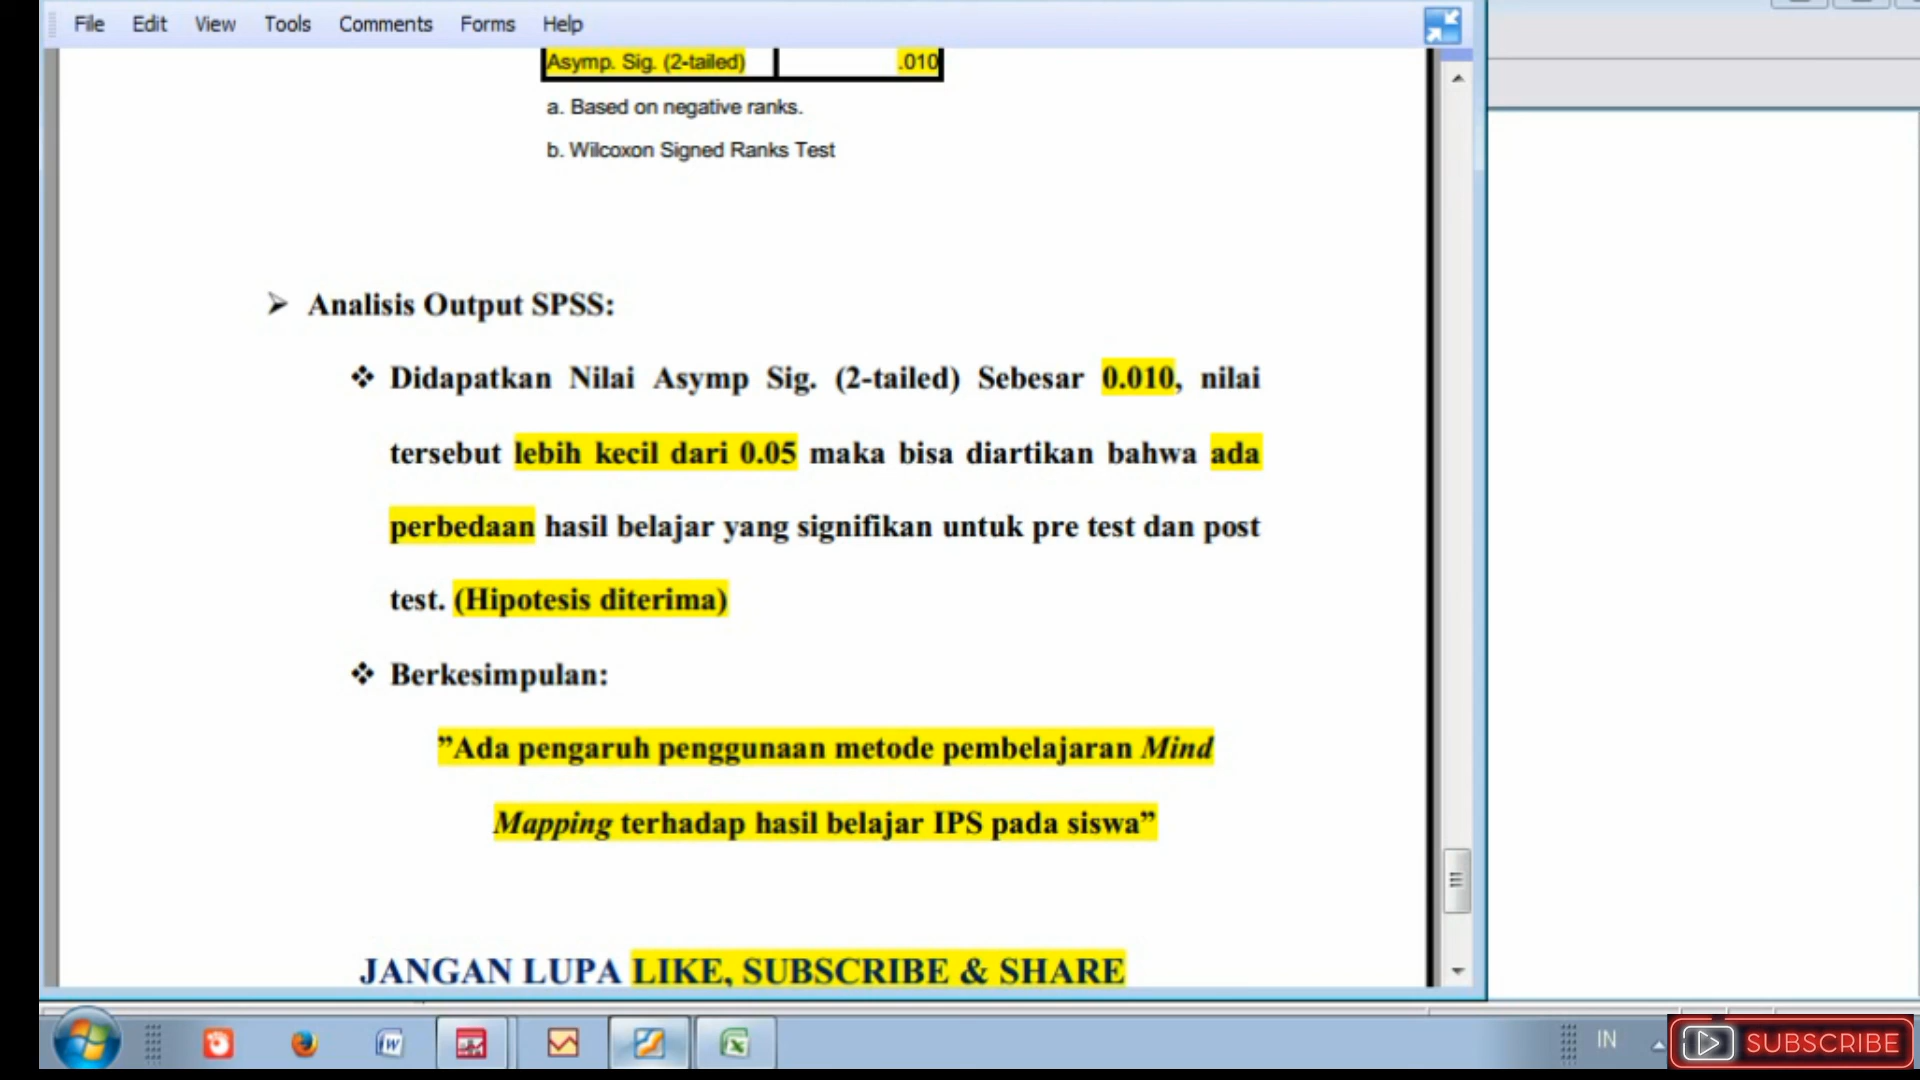 File Edit View Tools Comments Forms Help
Asymp. Sig. (2-tailed) .010
a. Based on negative ranks.
b. Wilcoxon Signed Ranks Test
➢ Analisis Output SPSS:
❖ Didapatkan Nilai Asymp Sig. (2-tailed) Sebesar 0.010, nilai
tersebut lebih kecil dari 0.05 maka bisa diartikan bahwa ada
perbedaan hasil belajar yang signifikan untuk pre test dan post
test. (Hipotesis diterima)
❖ Berkesimpulan:
”Ada pengaruh penggunaan metode pembelajaran Mind
Mapping terhadap hasil belajar IPS pada siswa”
JANGAN LUPA LIKE, SUBSCRIBE & SHARE
IN
SUBSCRIBE